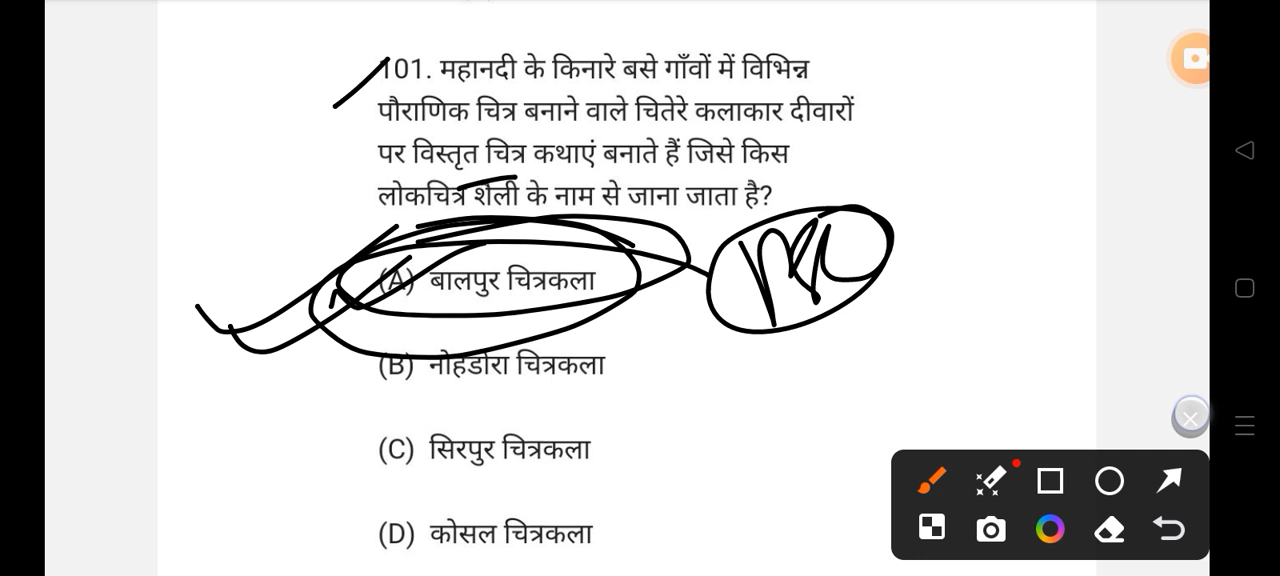 101. महानदी के किनारे बसे गाँवों में विभिन्न
पौराणिक चित्र बनाने वाले चितेरे कलाकार दीवारों
पर विस्तृत चित्र कथाएं बनाते हैं जिसे किस
लोकचित्र शैली के नाम से जाना जाता है?
(A) बालपुर चित्रकला
(B) नोहडोरा चित्रकला
(C) सिरपुर चित्रकला
(D) कोसल चित्रकला